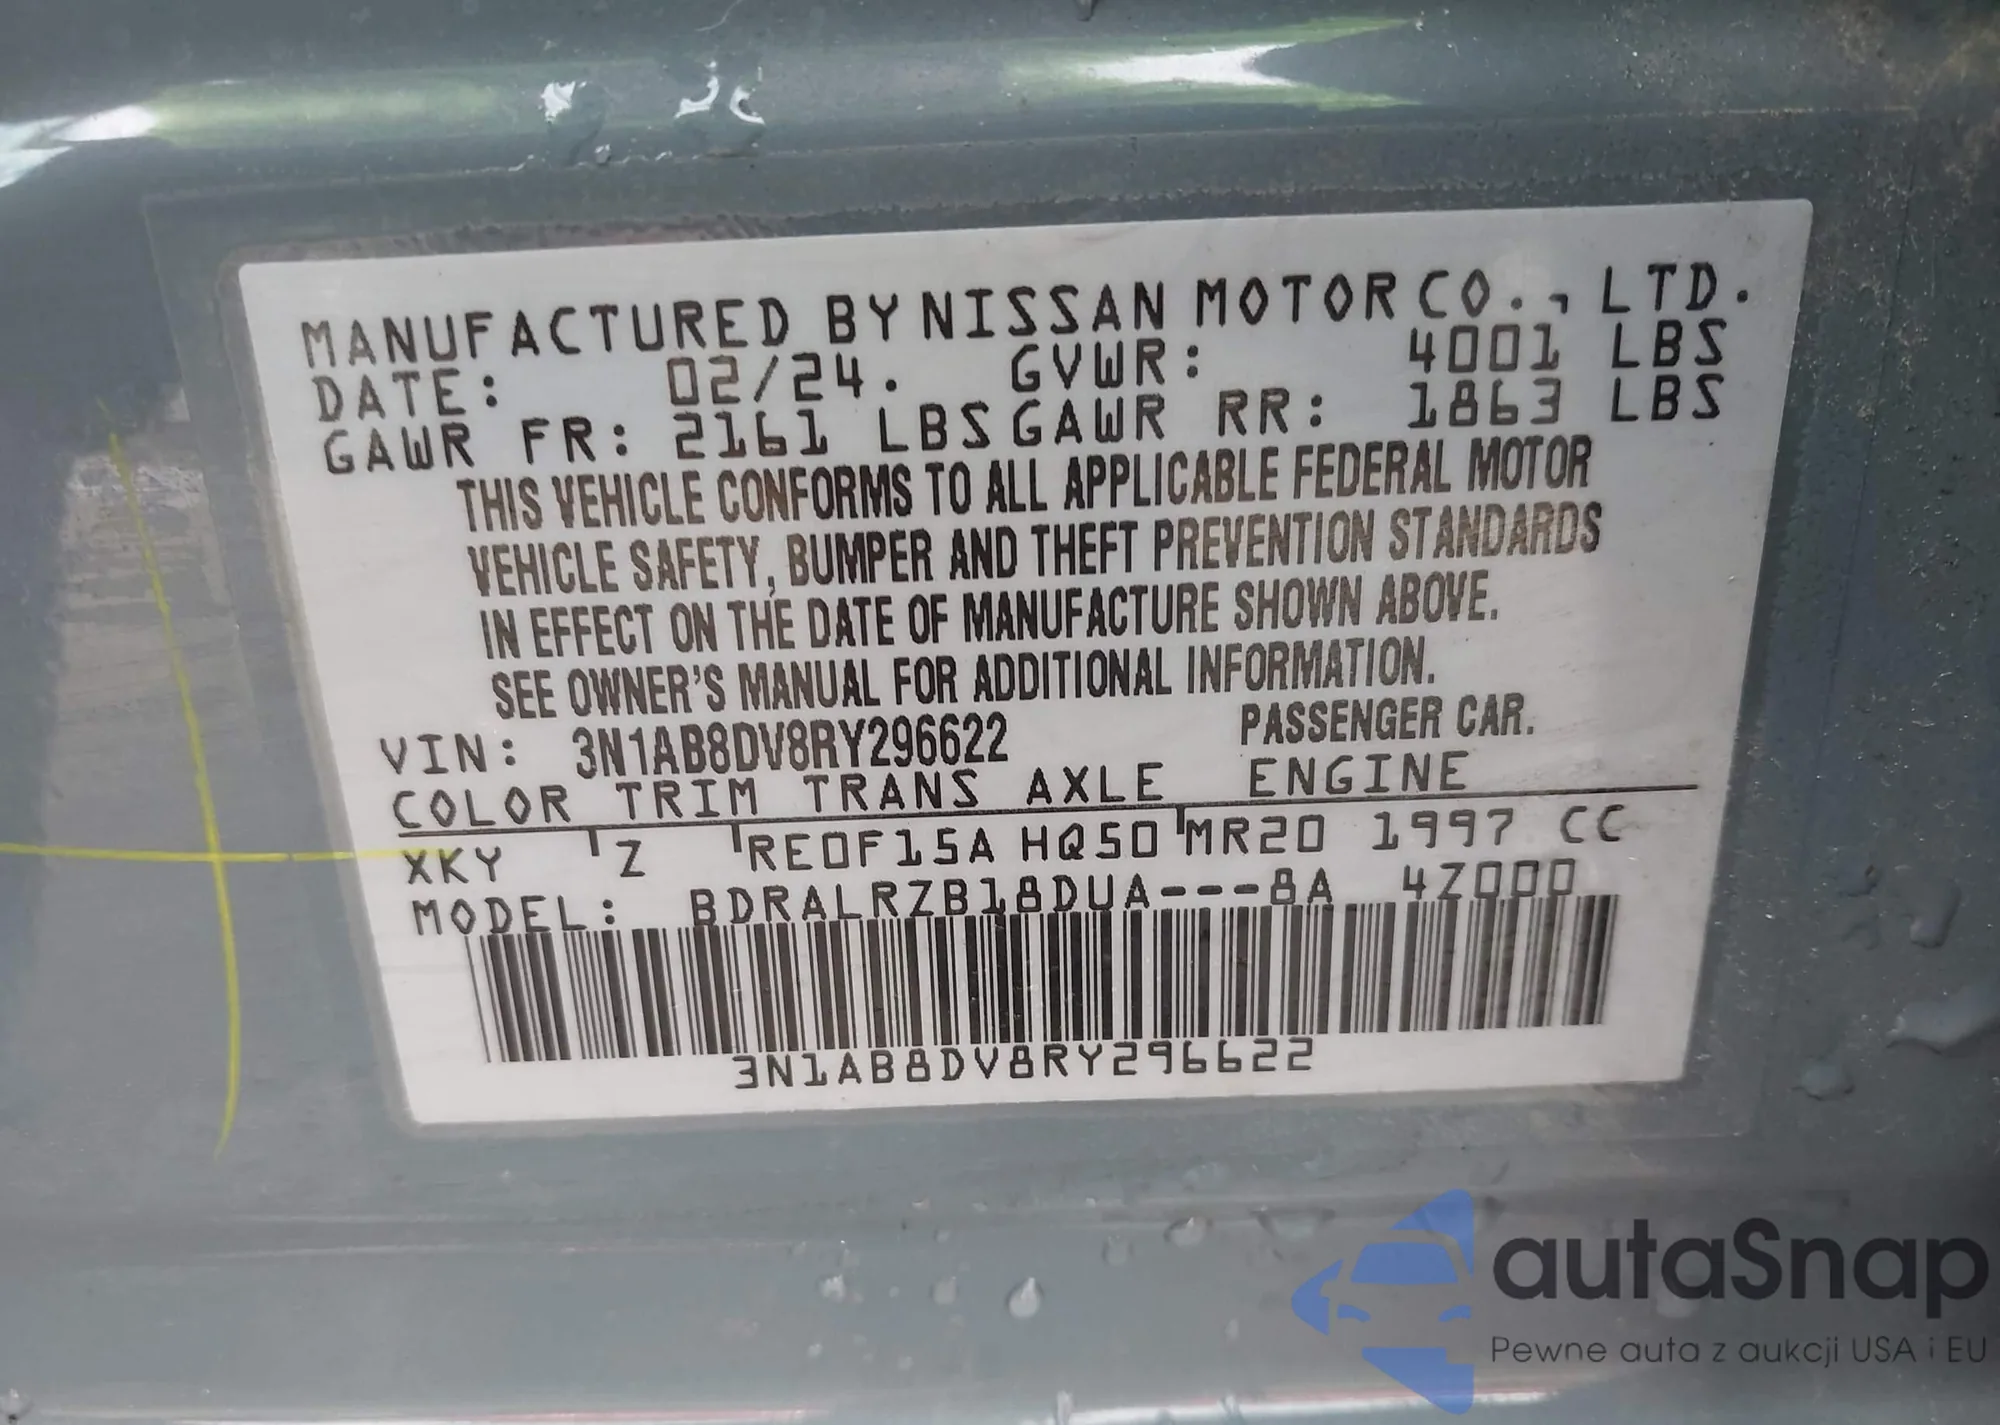 MANUFACTURED BY NISSAN MOTOR CO., LTD.
DATE: 02/24. GVWR: 4001 LBS
GAWR FR: 2161 LBS GAWR RR: 1863 LBS
THIS VEHICLE CONFORMS TO ALL APPLICABLE FEDERAL MOTOR
VEHICLE SAFETY, BUMPER AND THEFT PREVENTION STANDARDS
IN EFFECT ON THE DATE OF MANUFACTURE SHOWN ABOVE.
SEE OWNER'S MANUAL FOR ADDITIONAL INFORMATION.
VIN: 3N1AB8DV8RY296622 PASSENGER CAR.
COLOR TRIM TRANS AXLE ENGINE
XKY Z RE0F15A HQ50 MR20 1997 CC
MODEL: BDRALRZB18DUA---8A 4Z000
3N1AB8DV8RY296622
autaSnap
Pewne auta z aukcji USA i EU